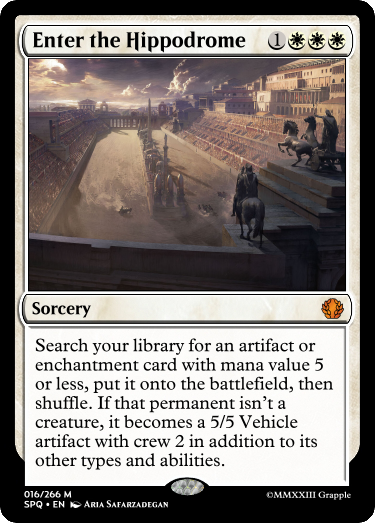 Enter the Hippodrome 1
Sorcery
Search your library for an artifact or
enchantment card with mana value 5
or less, put it onto the battlefield, then
shuffle. If that permanent isn't a
creature, it becomes a 5/5 Vehicle
artifact with crew 2 in addition to its
other types and abilities.
016/266 M
SPQ • EN Aria Safarzadegan
©MMXXIII Grapple